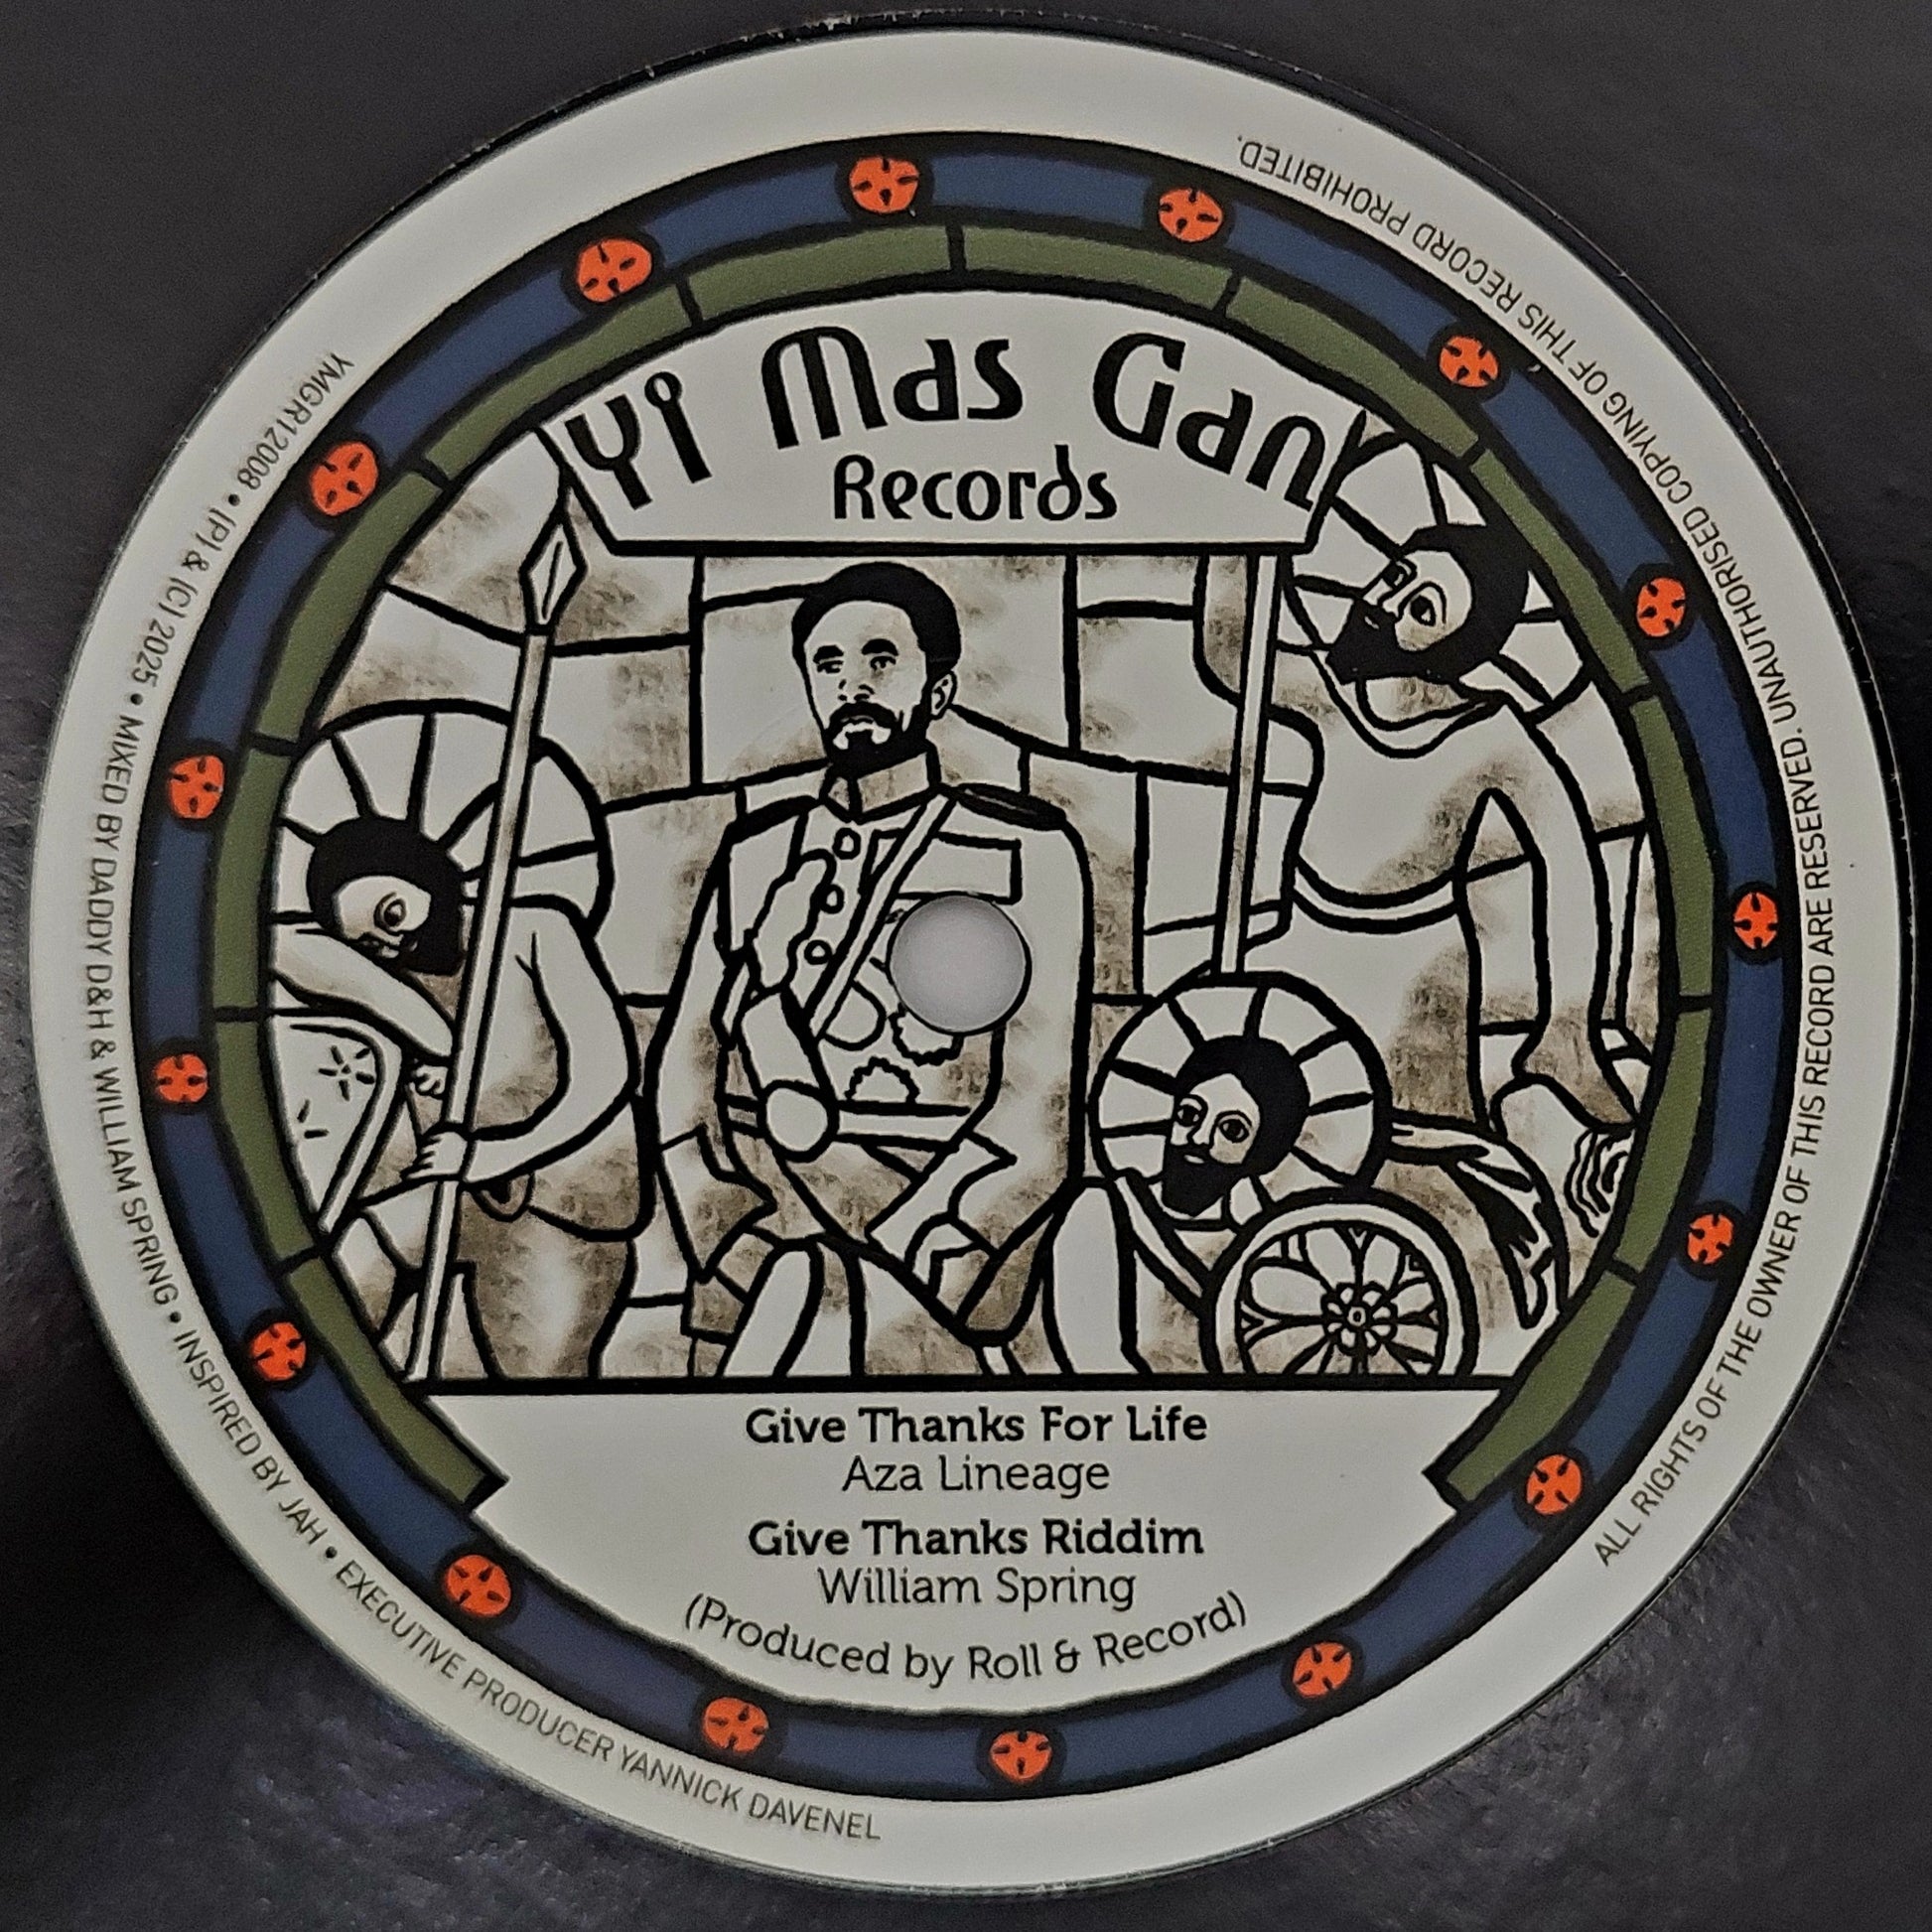 Yi Mas Gan
Records
Give Thanks For Life
Aza Lineage
Give Thanks Riddim
William Spring
(Produced by Roll & Record)
YMGR12008 • (P) & (C) 2025 • MIXED BY DADDY D&H & WILLIAM SPRING • INSPIRED BY JAH • EXECUTIVE PRODUCER YANNICK DAVENEL
ALL RIGHTS OF THE OWNER OF THIS RECORD ARE RESERVED. UNAUTHORISED COPYING OF THIS RECORD PROHIBITED.